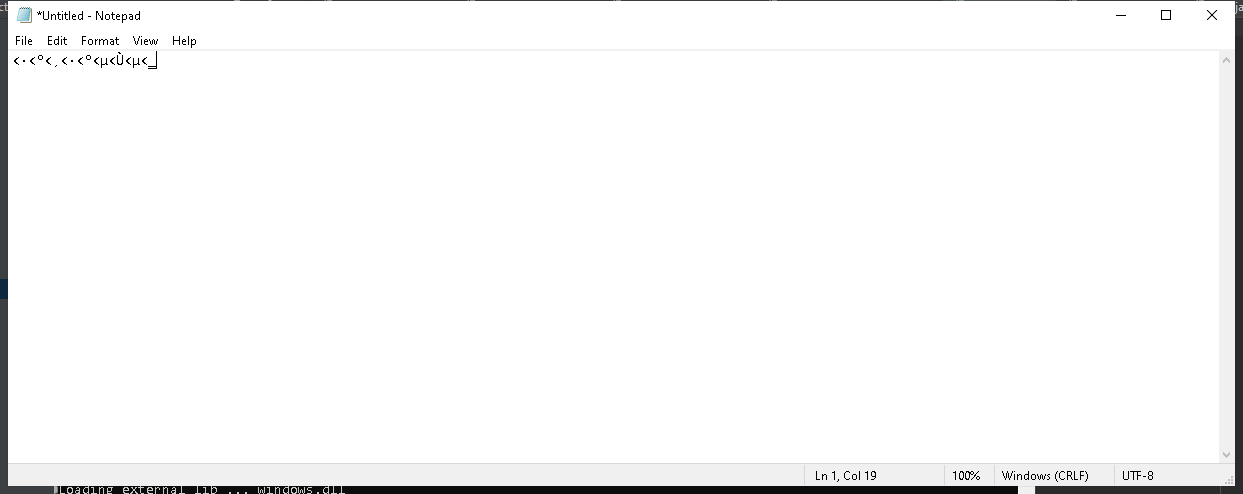 *Untitled - Notepad
File Edit Format View Help
<·<º<¸<·<º<µ<Ù<µ<_
Ln 1, Col 19 100% Windows (CRLF) UTF-8
Loading external lib ... windows.dll